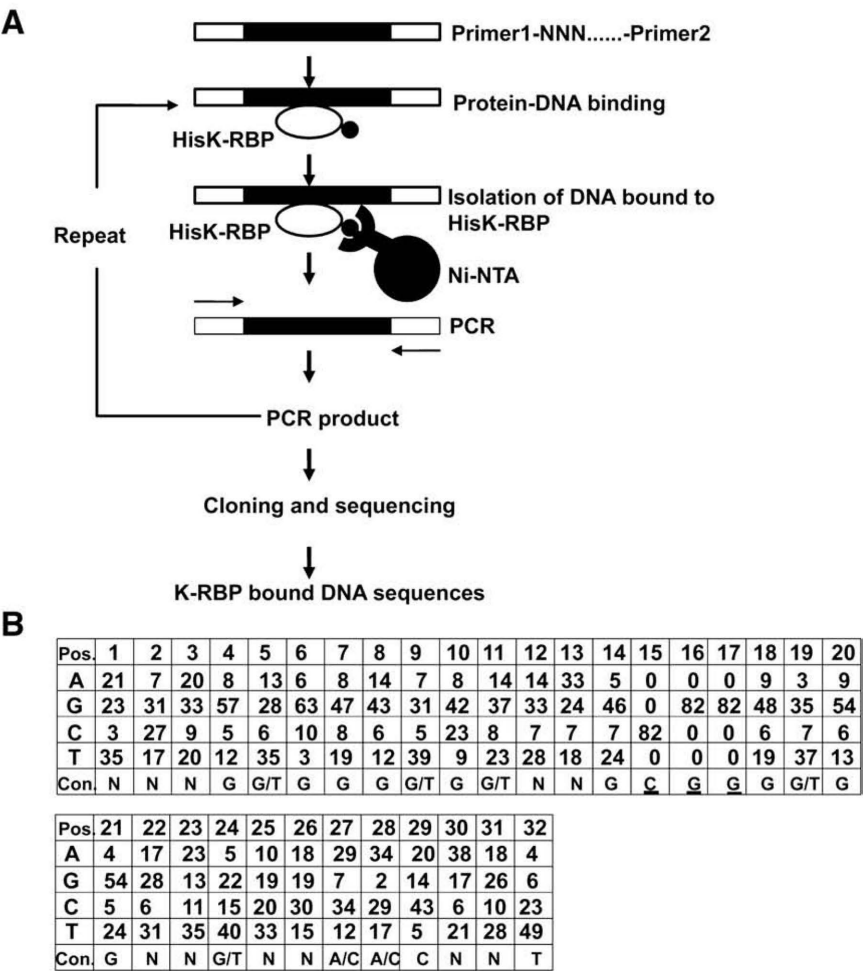 A
Primer1-NNN......-Primer2
Protein-DNA binding
HisK-RBP
Isolation of DNA bound to
HisK-RBP
HisK-RBP
Repeat
Ni-NTA
PCR
PCR product
Cloning and sequencing
K-RBP bound DNA sequences
B
Pos. 1 2 3 4 5 6 7 8 9 10 11 12 13 14 15 16 17 18 19 20
A 21 7 20 8 13 6 8 14 7 8 14 14 33 5 0 0 0 9 3 9
G 23 31 33 57 28 63 47 43 31 42 37 33 24 46 0 82 82 48 35 54
C 3 27 9 5 6 10 8 6 5 23 8 7 7 7 82 0 0 6 7 6
T 35 17 20 12 35 3 19 12 39 9 23 28 18 24 0 0 0 19 37 13
Con. N N N G G/T G G G G/T G G/T N N G C G G G G/T G
Pos. 21 22 23 24 25 26 27 28 29 30 31 32
A 4 17 23 5 10 18 29 34 20 38 18 4
G 54 28 13 22 19 19 7 2 14 17 26 6
C 5 6 11 15 20 30 34 29 43 6 10 23
T 24 31 35 40 33 15 12 17 5 21 28 49
Con. G N N G/T N N A/C A/C C N N T